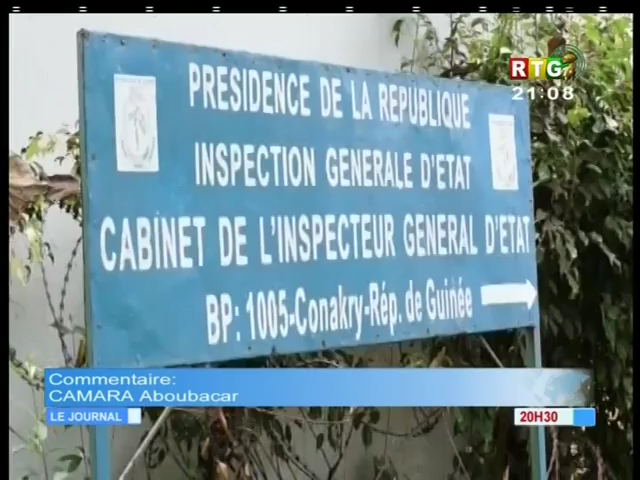 RTG
21:08
PRESIDENCE DE LA REPUBLIQUE
INSPECTION GENERALE D'ETAT
CABINET DE L'INSPECTEUR GENERAL D'ETAT
BP: 1005-Conakry-Rép. de Guinée
Commentaire:
CAMARA Aboubacar
LE JOURNAL
20H30